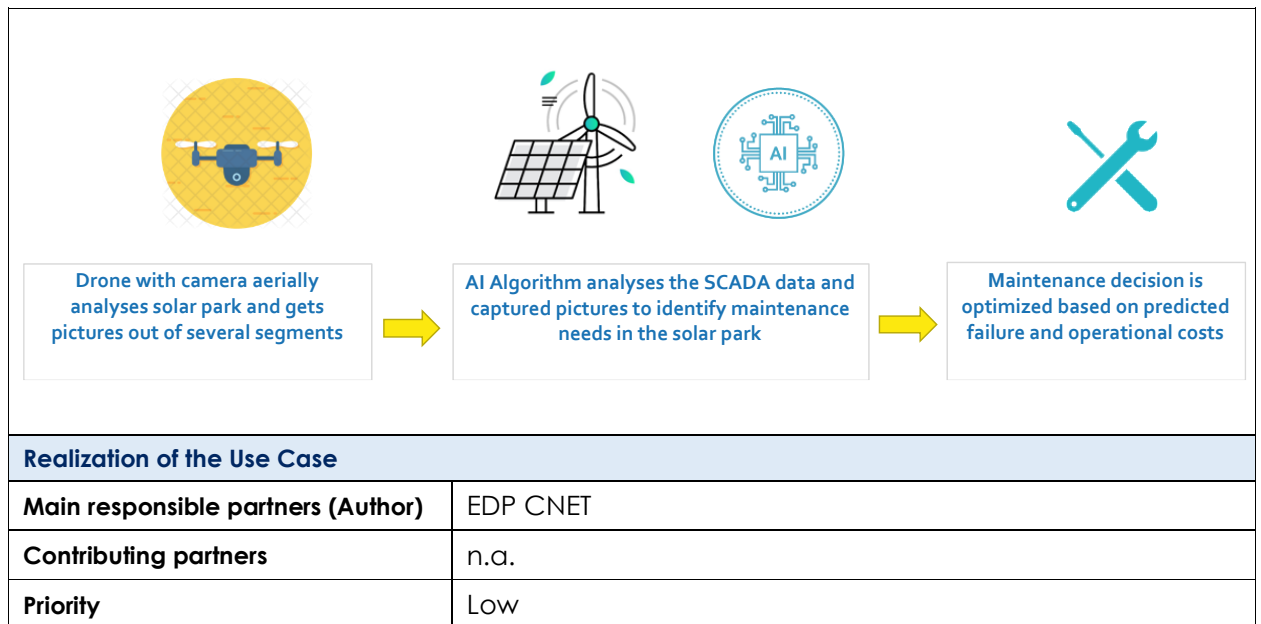 AI
Drone with camera aerially
analyses solar park and gets
pictures out of several segments
AI Algorithm analyses the SCADA data and
captured pictures to identify maintenance
needs in the solar park
Maintenance decision is
optimized based on predicted
failure and operational costs
Realization of the Use Case
Main responsible partners (Author) EDP CNET
Contributing partners n.a.
Priority Low